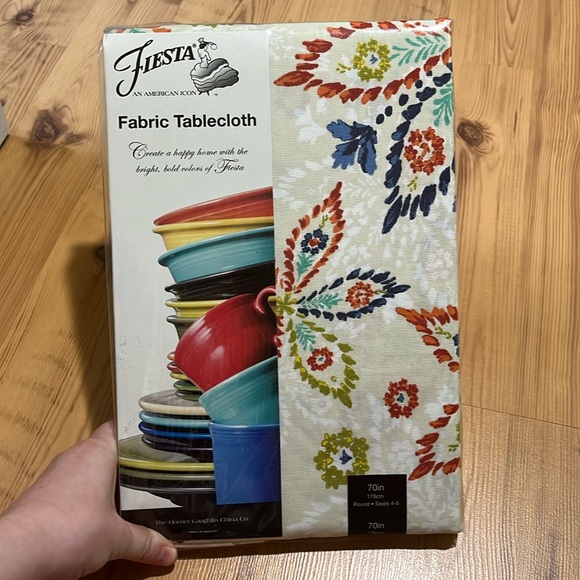 FIESTA®
AN AMERICAN ICON™
Fabric Tablecloth
Create a happy home with the
bright, bold colors of Fiesta
The Homer Laughlin China Co.
70in
178cm
Round • Seats 4-6
70in